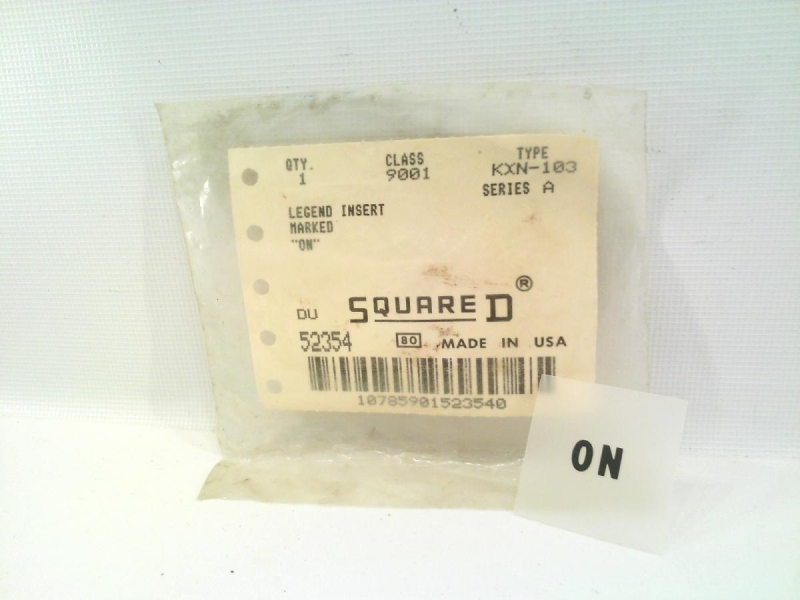 QTY. CLASS TYPE
1 9001 KXN-103
SERIES A
LEGEND INSERT
MARKED
"ON"
DU SQUARE D ®
52354 80 MADE IN USA
10785901523540
ON